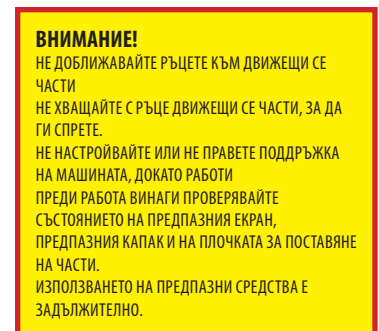 ВНИМАНИЕ!
НЕ ДОБЛИЖАВАЙТЕ РЪЦЕТЕ КЪМ ДВИЖЕЩИ СЕ
ЧАСТИ
НЕ ХВАЩАЙТЕ С РЪЦЕ ДВИЖЕЩИ СЕ ЧАСТИ, ЗА ДА
ГИ СПРЕТЕ.
НЕ НАСТРОЙВАЙТЕ ИЛИ НЕ ПРАВЕТЕ ПОДДРЪЖКА
НА МАШИНАТА, ДОКАТО РАБОТИ
ПРЕДИ РАБОТА ВИНАГИ ПРОВЕРЯВАЙТЕ
СЪСТОЯНИЕТО НА ПРЕДПАЗНИЯ ЕКРАН,
ПРЕДПАЗНИЯ КАПАК И НА ПЛОЧКАТА ЗА ПОСТАВЯНЕ
НА ЧАСТИ.
ИЗПОЛЗВАНЕТО НА ПРЕДПАЗНИ СРЕДСТВА Е
ЗАДЪЛЖИТЕЛНО.